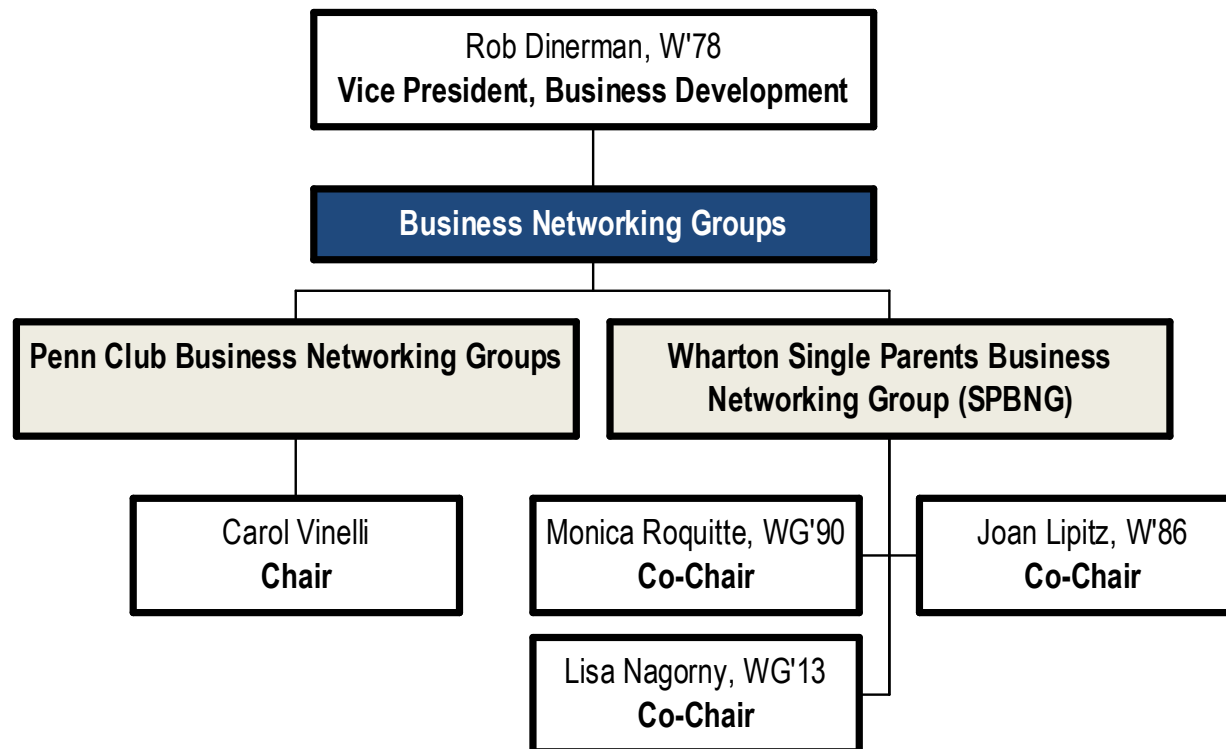 Rob Dinerman, W'78
Vice President, Business Development
Business Networking Groups
Penn Club Business Networking Groups
Wharton Single Parents Business
Networking Group (SPBNG)
Carol Vinelli
Chair
Monica Roquitte, WG'90
Co-Chair
Joan Lipitz, W'86
Co-Chair
Lisa Nagorny, WG'13
Co-Chair